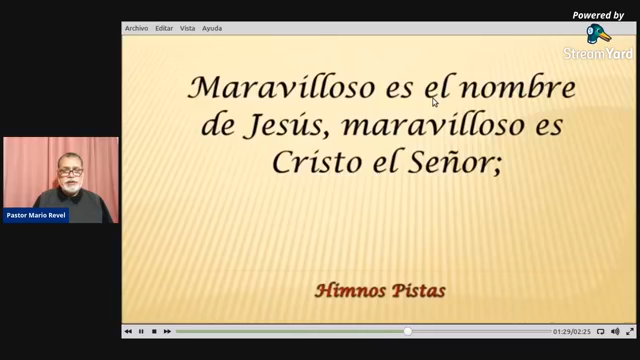 Powered by
StreamYard
Archivo Editar Vista Ayuda
Maravilloso es el nombre
de Jesús, maravilloso es
Cristo el Señor;
Himnos Pistas
Pastor Mario Revel
01:29/02:25